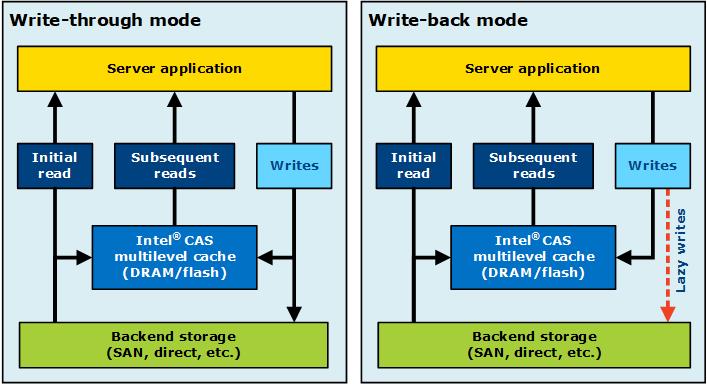 Write-through mode
Server application
Initial
read
Subsequent
reads
Writes
Intel® CAS
multilevel cache
(DRAM/flash)
Backend storage
(SAN, direct, etc.)
Write-back mode
Server application
Initial
read
Subsequent
reads
Writes
Lazy writes
Intel® CAS
multilevel cache
(DRAM/flash)
Backend storage
(SAN, direct, etc.)